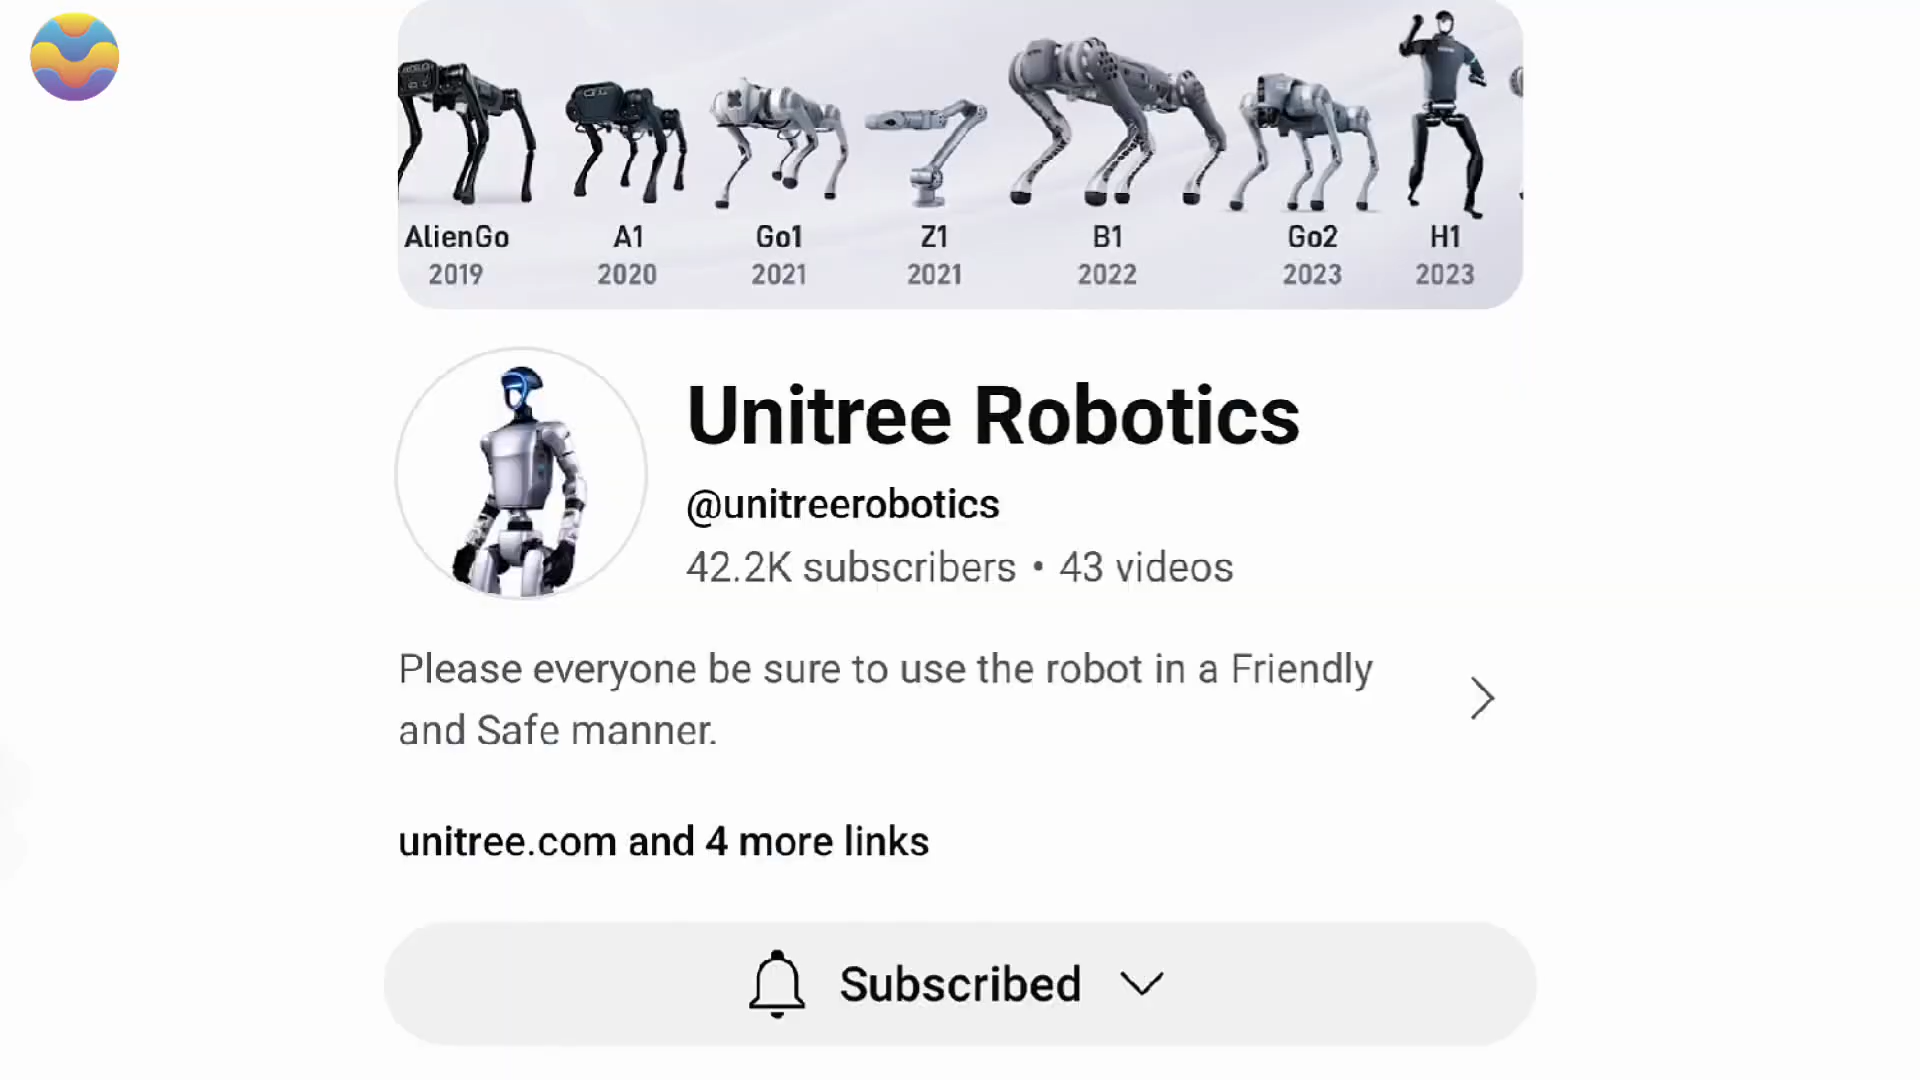 AlienGo A1 Go1 Z1 B1 Go2 H1
2019 2020 2021 2021 2022 2023 2023
Unitree Robotics
@unitreerobotics
42.2K subscribers • 43 videos
Please everyone be sure to use the robot in a Friendly
and Safe manner.
unitree.com and 4 more links
Subscribed